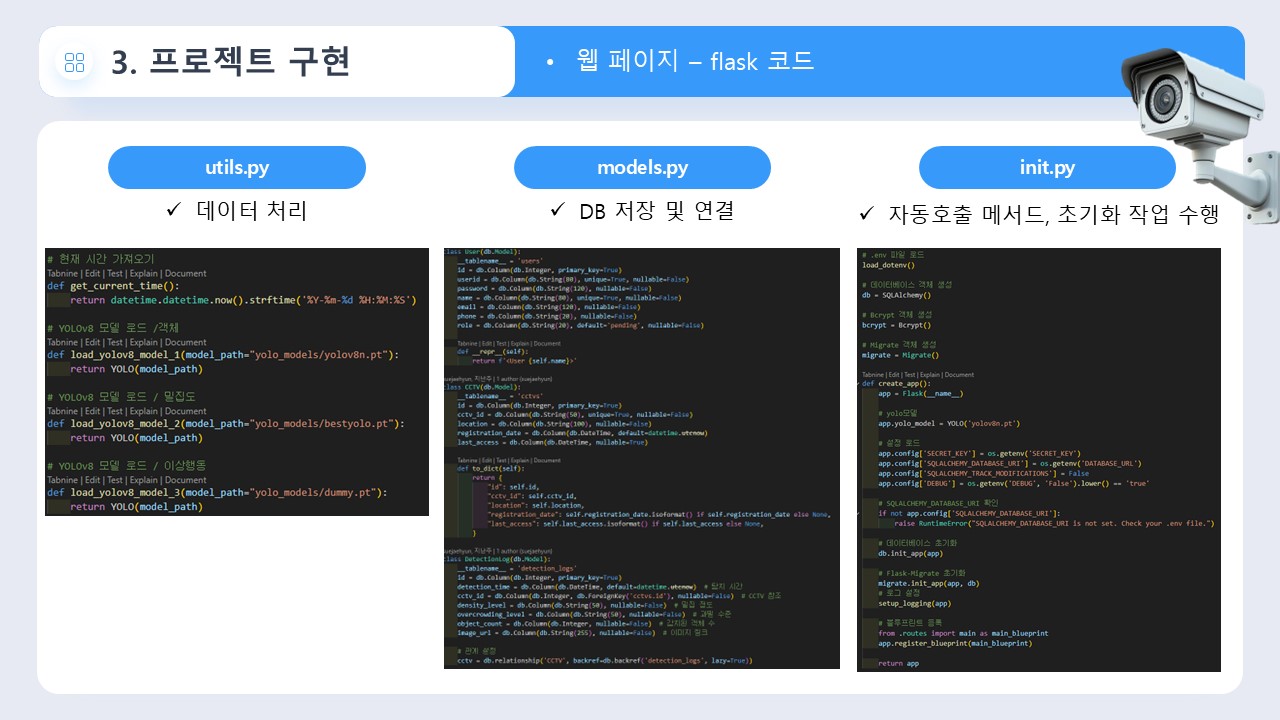 3. 프로젝트 구현
• 웹 페이지 – flask 코드
utils.py
✓ 데이터 처리
# 현재 시간 가져오기
Tabnine | Edit | Test | Explain | Document
def get_current_time():
return datetime.datetime.now().strftime('%Y-%m-%d %H:%M:%S')
# YOLOv8 모델 로드 /객체
Tabnine | Edit | Test | Explain | Document
def load_yolov8_model_1(model_path="yolo_models/yolov8n.pt"):
return YOLO(model_path)
# YOLOv8 모델 로드 / 밀집도
Tabnine | Edit | Test | Explain | Document
def load_yolov8_model_2(model_path="yolo_models/bestyolo.pt"):
return YOLO(model_path)
# YOLOv8 모델 로드 / 이상행동
Tabnine | Edit | Test | Explain | Document
def load_yolov8_model_3(model_path="yolo_models/dummy.pt"):
return YOLO(model_path)
models.py
✓ DB 저장 및 연결
class User(db.Model):
__tablename__ = 'users'
id = db.Column(db.Integer, primary_key=True)
userid = db.Column(db.String(80), unique=True, nullable=False)
password = db.Column(db.String(120), nullable=False)
name = db.Column(db.String(80), unique=True, nullable=False)
email = db.Column(db.String(120), nullable=False)
phone = db.Column(db.String(20), nullable=False)
role = db.Column(db.String(20), default='pending', nullable=False)
Tabnine | Edit | Test | Explain | Document
def __repr__(self):
return f'<User {self.name}>'
suejaehyun, 지난주 | 1 author (suejaehyun)
class CCTV(db.Model):
__tablename__ = 'cctvs'
id = db.Column(db.Integer, primary_key=True)
cctv_id = db.Column(db.String(50), unique=True, nullable=False)
location = db.Column(db.String(100), nullable=False)
registration_date = db.Column(db.DateTime, default=datetime.utcnow)
last_access = db.Column(db.DateTime, nullable=True)
Tabnine | Edit | Test | Explain | Document
def to_dict(self):
return {
"id": self.id,
"cctv_id": self.cctv_id,
"location": self.location,
"registration_date": self.registration_date.isoformat() if self.registration_date else None,
"last_access": self.last_access.isoformat() if self.last_access else None,
}
suejaehyun, 지난주 | 1 author (suejaehyun)
class DetectionLog(db.Model):
__tablename__ = 'detection_logs'
id = db.Column(db.Integer, primary_key=True)
detection_time = db.Column(db.DateTime, default=datetime.utcnow) # 탐지 시간
cctv_id = db.Column(db.Integer, db.ForeignKey('cctvs.id'), nullable=False) # CCTV 참조
density_level = db.Column(db.String(50), nullable=False) # 밀집 정도
overcrowding_level = db.Column(db.String(50), nullable=False) # 과밀 수준
object_count = db.Column(db.Integer, nullable=False) # 감지된 객체 수
image_url = db.Column(db.String(255), nullable=False) # 이미지 링크
# 관계 설정
cctv = db.relationship('CCTV', backref=db.backref('detection_logs', lazy=True))
init.py
✓ 자동호출 메서드, 초기화 작업 수행
# .env 파일 로드
load_dotenv()
# 데이터베이스 객체 생성
db = SQLAlchemy()
# Bcrypt 객체 생성
bcrypt = Bcrypt()
# Migrate 객체 생성
migrate = Migrate()
Tabnine | Edit | Test | Explain | Document
def create_app():
app = Flask(__name__)
# yolo모델
app.yolo_model = YOLO('yolov8n.pt')
# 설정 로드
app.config['SECRET_KEY'] = os.getenv('SECRET_KEY')
app.config['SQLALCHEMY_DATABASE_URI'] = os.getenv('DATABASE_URL')
app.config['SQLALCHEMY_TRACK_MODIFICATIONS'] = False
app.config['DEBUG'] = os.getenv('DEBUG', 'False').lower() == 'true'
# SQLALCHEMY_DATABASE_URI 확인
if not app.config['SQLALCHEMY_DATABASE_URI']:
raise RuntimeError("SQLALCHEMY_DATABASE_URI is not set. Check your .env file.")
# 데이터베이스 초기화
db.init_app(app)
# Flask-Migrate 초기화
migrate.init_app(app, db)
# 로그 설정
setup_logging(app)
# 블루프린트 등록
from .routes import main as main_blueprint
app.register_blueprint(main_blueprint)
return app